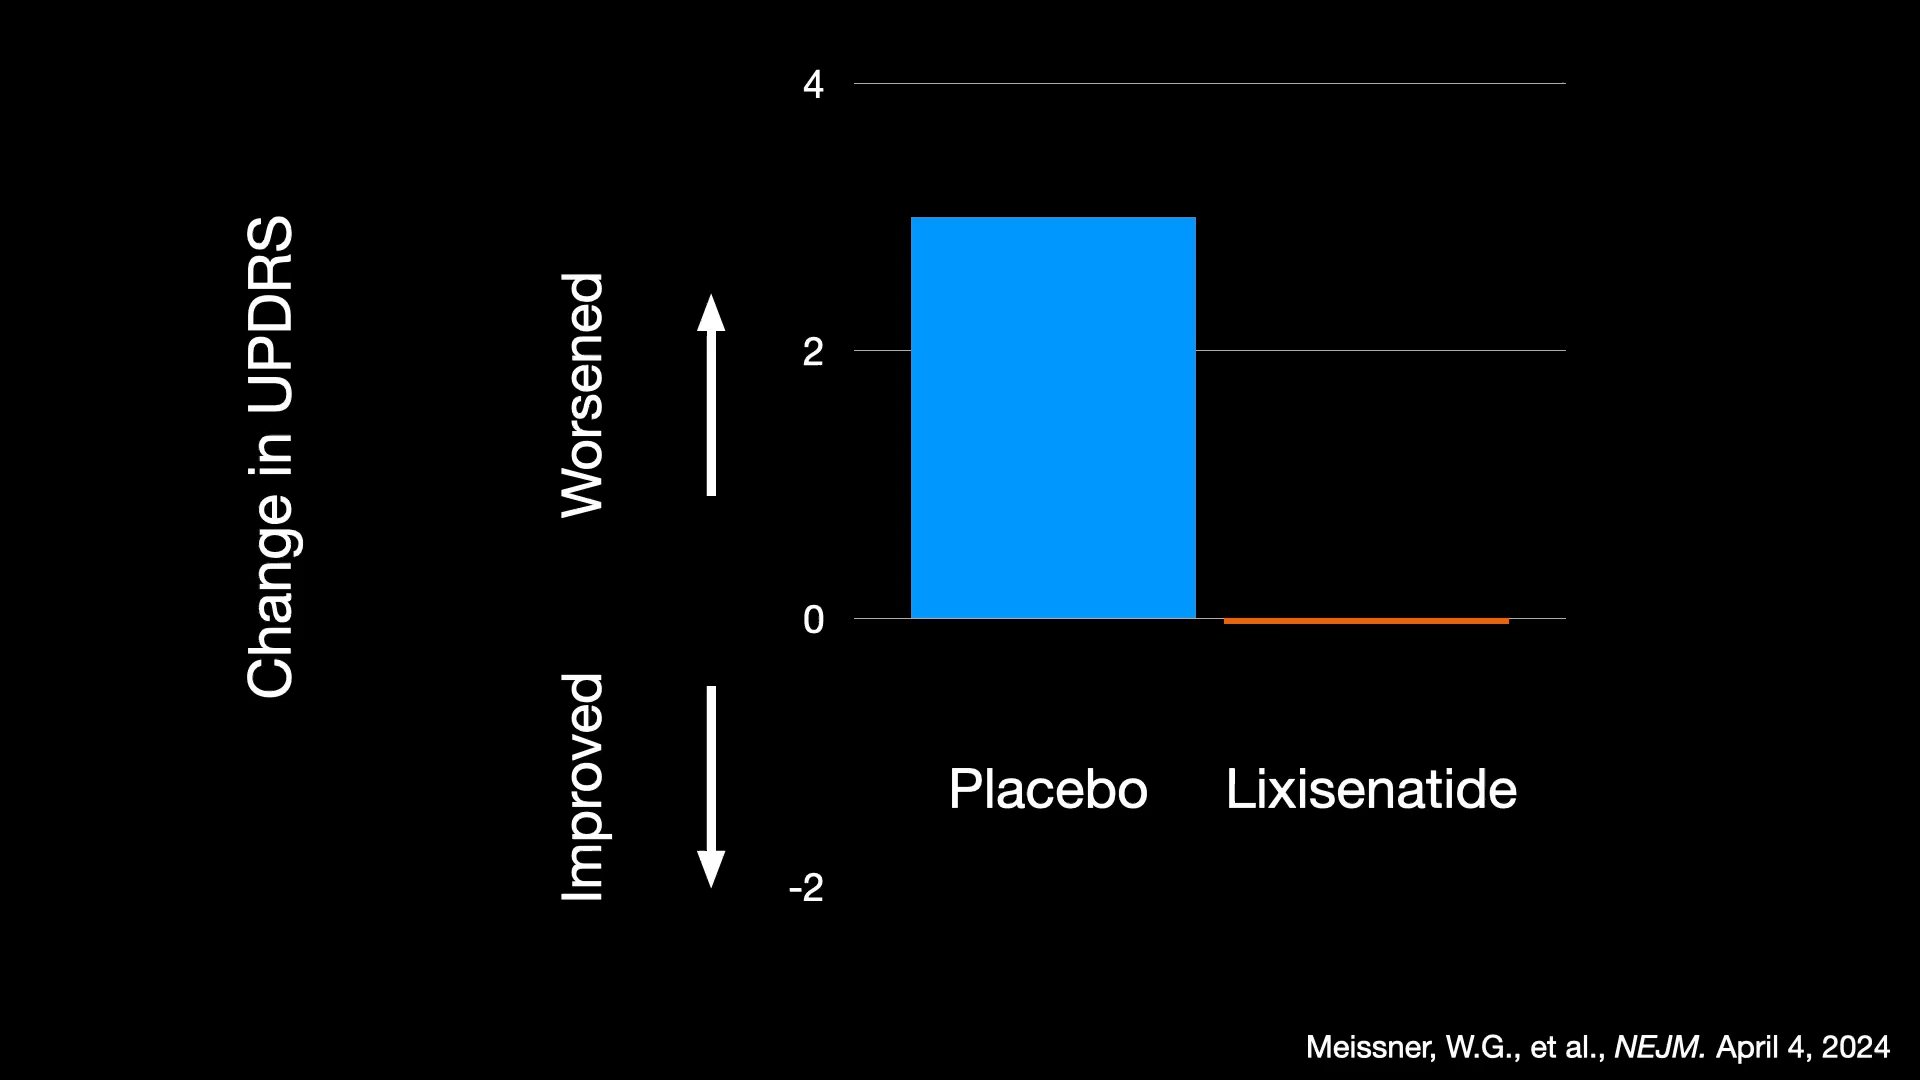 Change in UPDRS
Worsened
Improved
4
2
0
-2
Placebo
Lixisenatide
Meissner, W.G., et al., NEJM. April 4, 2024